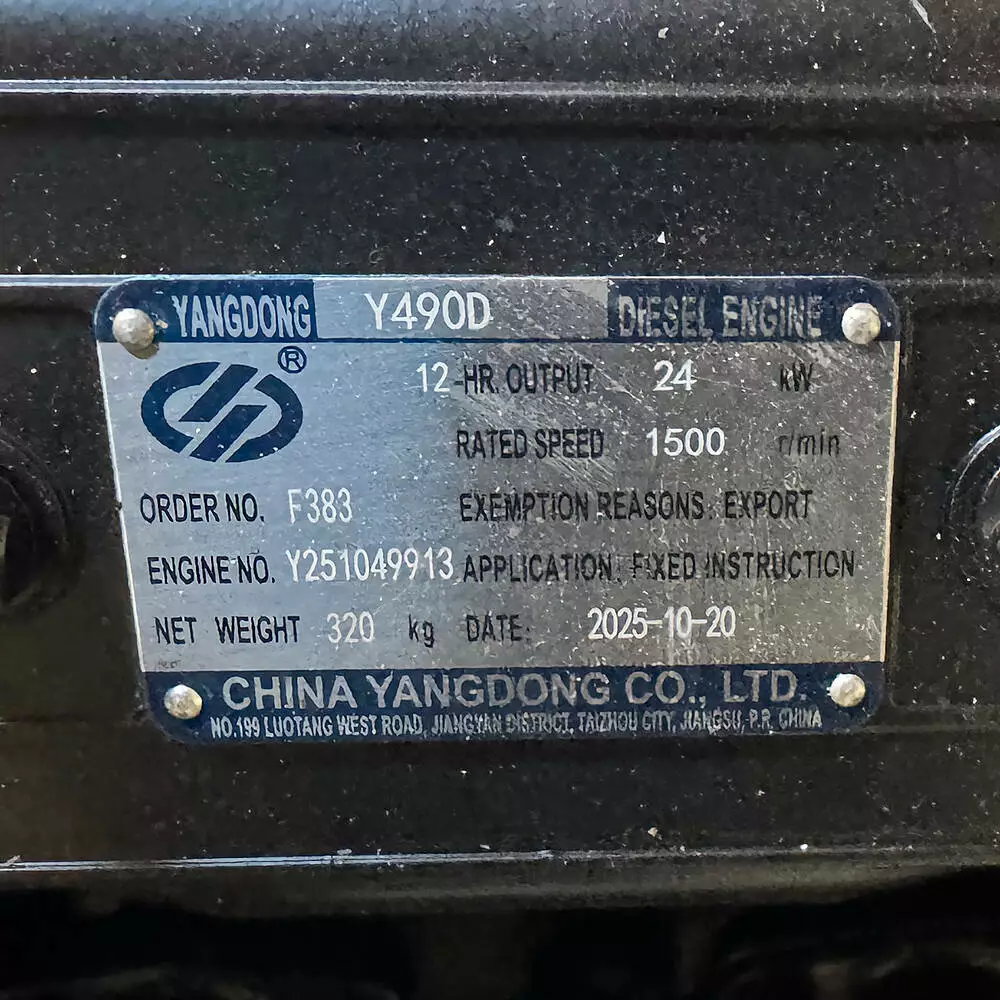 YANGDONG Y490D DIESEL ENGINE
®
12-HR. OUTPUT 24 kW
RATED SPEED 1500 r/min
ORDER NO. F383 EXEMPTION REASONS: EXPORT
ENGINE NO. Y251049913 APPLICATION: FIXED INSTRUCTION
NET WEIGHT 320 kg DATE: 2025-10-20
CHINA YANGDONG CO., LTD.
NO.199 LUOTANG WEST ROAD, JIANGYAN DISTRICT, TAIZHOU CITY, JIANGSU, P.R. CHINA